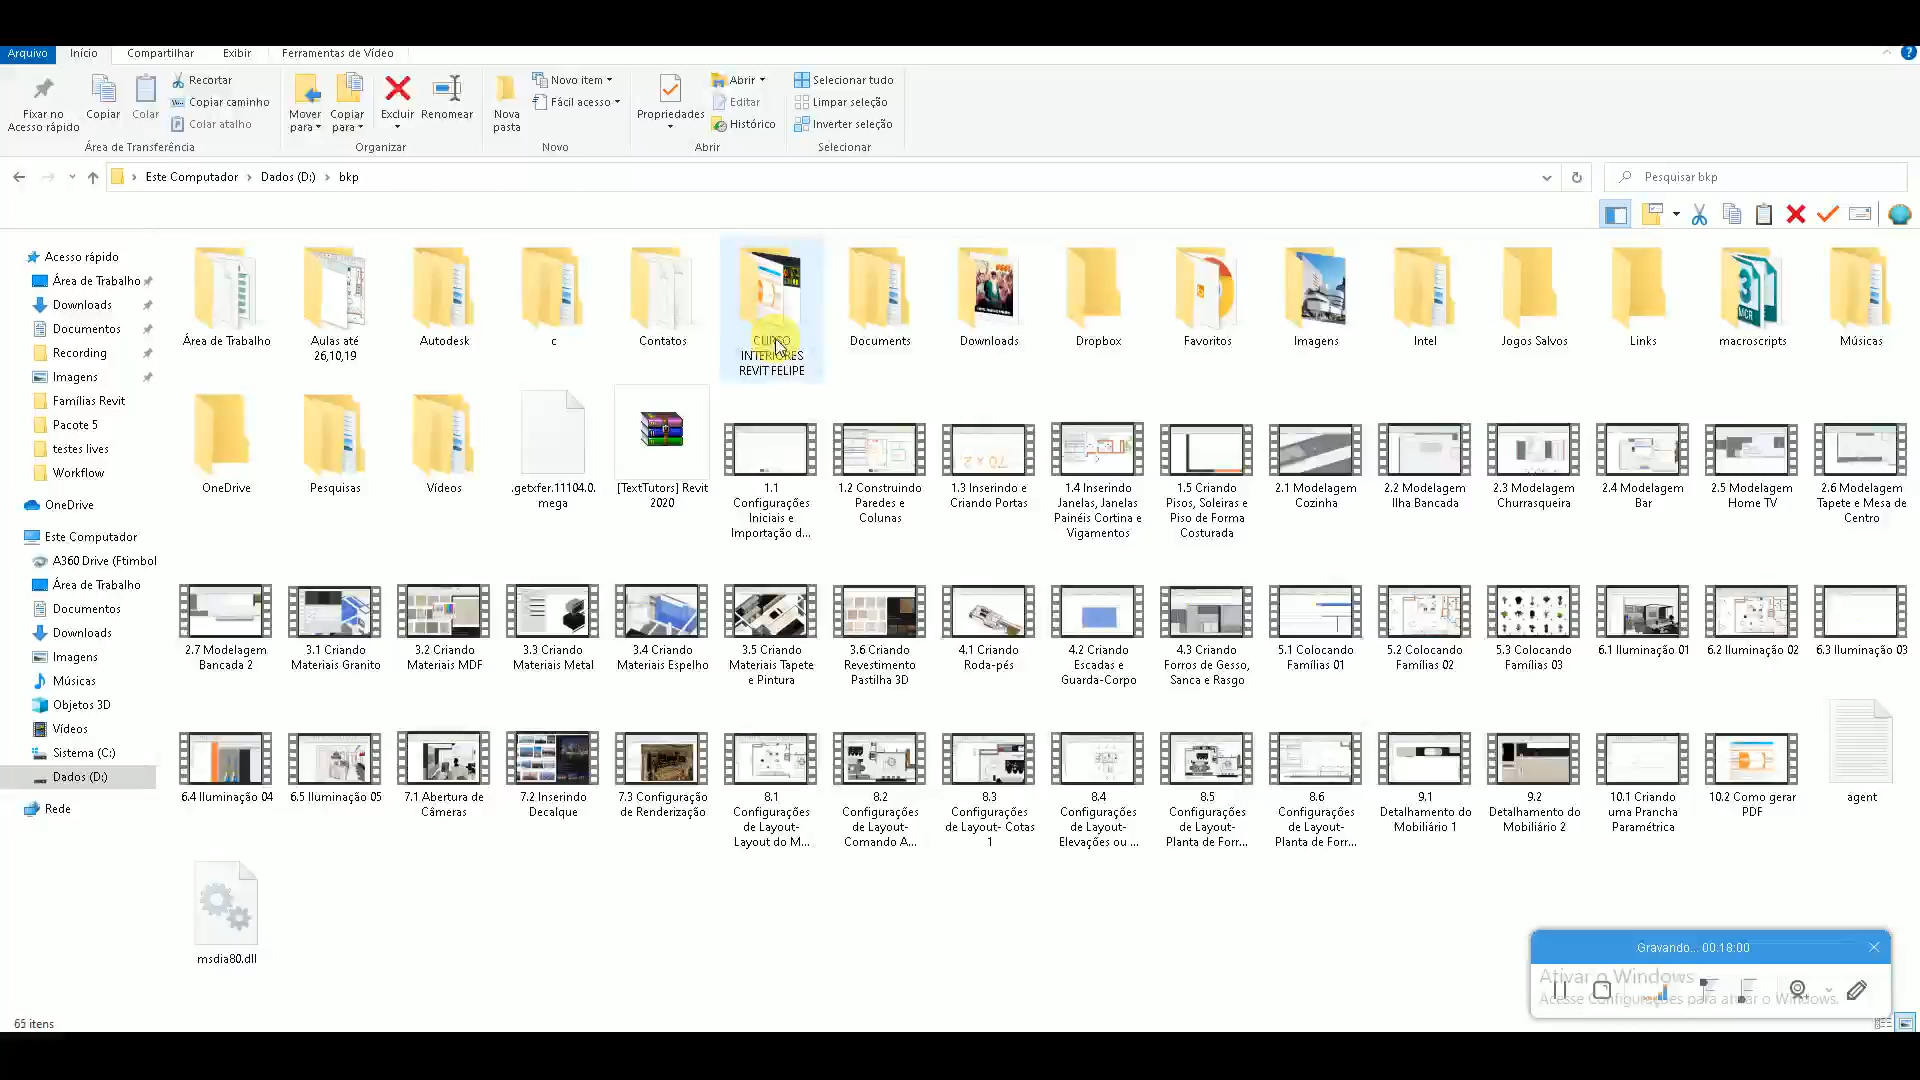 Arquivo Início Compartilhar Exibir Ferramentas de Vídeo
Fixar no
Acesso rápido
Copiar
Colar
Recortar
Copiar caminho
Colar atalho
Área de Transferência
Mover
para
Copiar
para
Excluir
Renomear
Organizar
Nova
pasta
Novo item
Fácil acesso
Novo
Propriedades
Abrir
Editar
Histórico
Abrir
Selecionar tudo
Limpar seleção
Inverter seleção
Selecionar
Este Computador > Dados (D:) > bkp
Pesquisar bkp
Acesso rápido
Área de Trabalho
Downloads
Documentos
Recording
Imagens
Famílias Revit
Pacote 5
testes lives
Workflow
OneDrive
Este Computador
A360 Drive (Ftimbol
Área de Trabalho
Documentos
Downloads
Imagens
Músicas
Objetos 3D
Vídeos
Sistema (C:)
Dados (D:)
Rede
Área de Trabalho
Aulas até
26,10,19
Autodesk
c
Contatos
CURSO
INTERIORES
REVIT FELIPE
Documents
Downloads
Dropbox
Favoritos
Imagens
Intel
Jogos Salvos
Links
3
MCR
macroscripts
Músicas
OneDrive
Pesquisas
Vídeos
.getxfer.11104.0.
mega
[TextTutors] Revit
2020
1.1
Configurações
Iniciais e
Importação d...
1.2 Construindo
Paredes e
Colunas
1.3 Inserindo e
Criando Portas
1.4 Inserindo
Janelas, Janelas
Painéis Cortina e
Vigamentos
1.5 Criando
Pisos, Soleiras e
Piso de Forma
Costurada
2.1 Modelagem
Cozinha
2.2 Modelagem
Ilha Bancada
2.3 Modelagem
Churrasqueira
2.4 Modelagem
Bar
2.5 Modelagem
Home TV
2.6 Modelagem
Tapete e Mesa de
Centro
2.7 Modelagem
Bancada 2
3.1 Criando
Materiais Granito
3.2 Criando
Materiais MDF
3.3 Criando
Materiais Metal
3.4 Criando
Materiais Espelho
3.5 Criando
Materiais Tapete
e Pintura
3.6 Criando
Revestimento
Pastilha 3D
4.1 Criando
Roda-pés
4.2 Criando
Escadas e
Guarda-Corpo
4.3 Criando
Forros de Gesso,
Sanca e Rasgo
5.1 Colocando
Famílias 01
5.2 Colocando
Famílias 02
5.3 Colocando
Famílias 03
6.1 Iluminação 01
6.2 Iluminação 02
6.3 Iluminação 03
6.4 Iluminação 04
6.5 Iluminação 05
7.1 Abertura de
Câmeras
7.2 Inserindo
Decalque
7.3 Configuração
de Renderização
8.1
Configurações
de Layout-
Layout do M...
8.2
Configurações
de Layout-
Comando A...
8.3
Configurações
de Layout- Cotas
1
8.4
Configurações
de Layout-
Elevações ou ...
8.5
Configurações
de Layout-
Planta de Forr...
8.6
Configurações
de Layout-
Planta de Forr...
9.1
Detalhamento do
Mobiliário 1
9.2
Detalhamento do
Mobiliário 2
10.1 Criando
uma Prancha
Paramétrica
10.2 Como gerar
PDF
agent
msdia80.dll
Gravando... 00:18:00
Ativar o Windows
Acesse Configurações para ativar o Windows.
65 itens